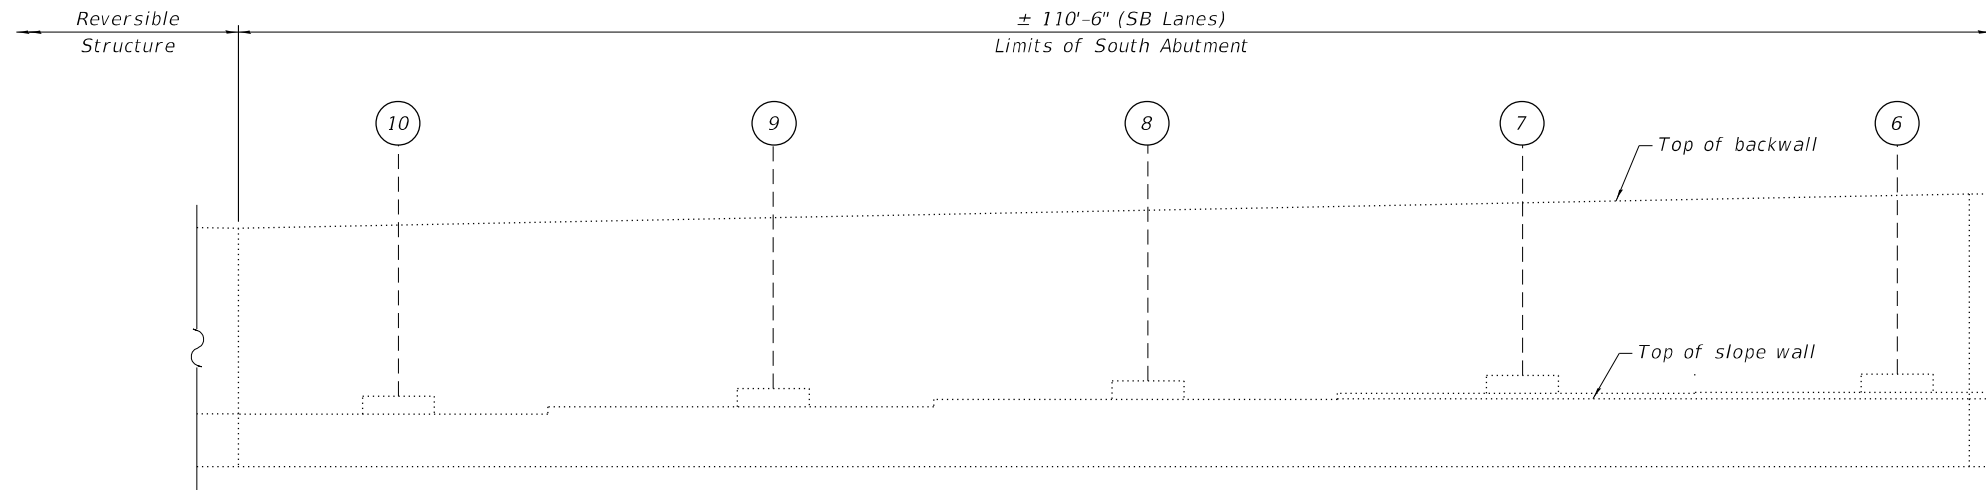 Reversible
Structure
± 110'-6" (SB Lanes)
Limits of South Abutment
10
9
8
7
6
Top of backwall
Top of slope wall